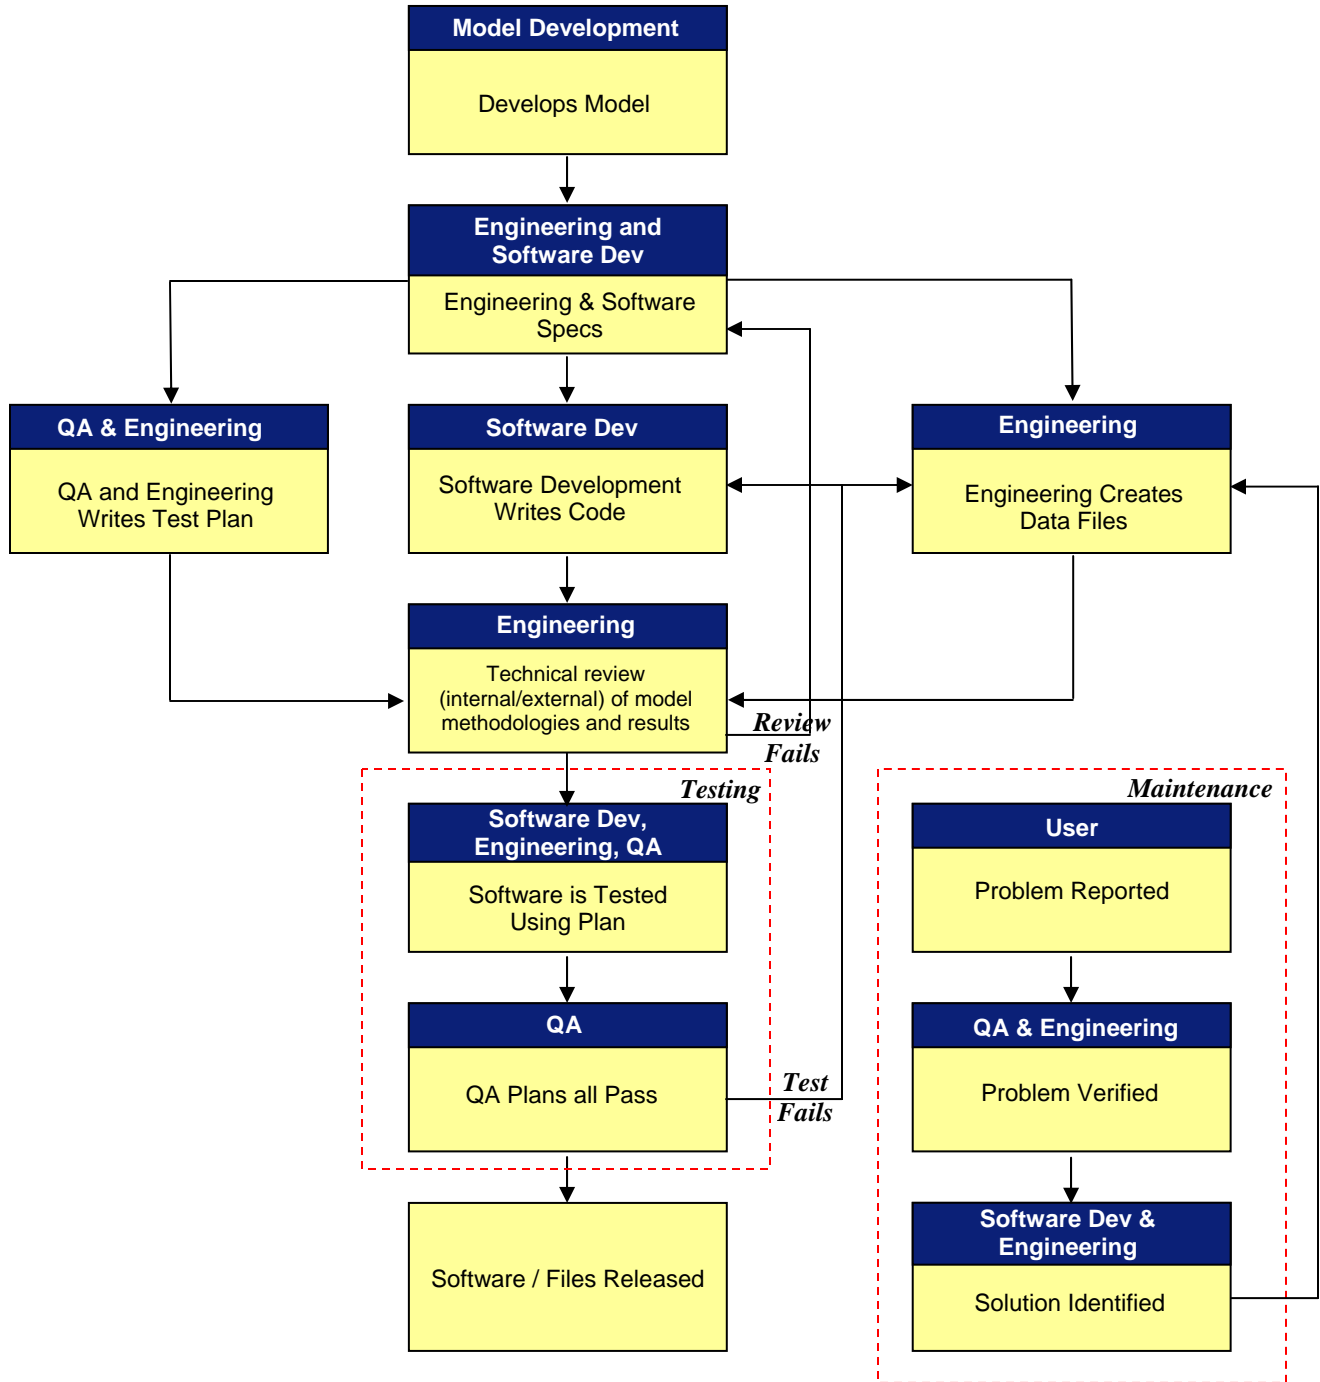 Model Development
Develops Model
Engineering and
Software Dev
Engineering & Software
Specs
QA & Engineering
QA and Engineering
Writes Test Plan
Software Dev
Software Development
Writes Code
Engineering
Engineering Creates
Data Files
Engineering
Technical review
(internal/external) of model
methodologies and results
Review
Fails
Testing
Software Dev,
Engineering, QA
Software is Tested
Using Plan
QA
QA Plans all Pass
Test
Fails
Software / Files Released
Maintenance
User
Problem Reported
QA & Engineering
Problem Verified
Software Dev &
Engineering
Solution Identified